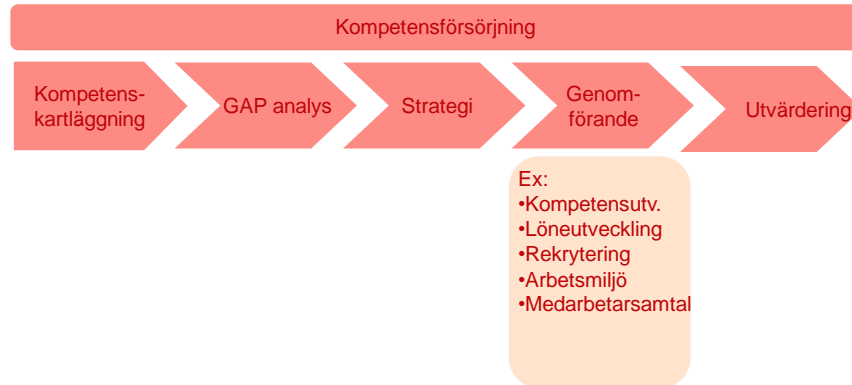 Kompetensförsörjning
Kompetens-
kartläggning
GAP analys
Strategi
Genom-
förande
Utvärdering
Ex:
•Kompetensutv.
•Löneutveckling
•Rekrytering
•Arbetsmiljö
•Medarbetarsamtal